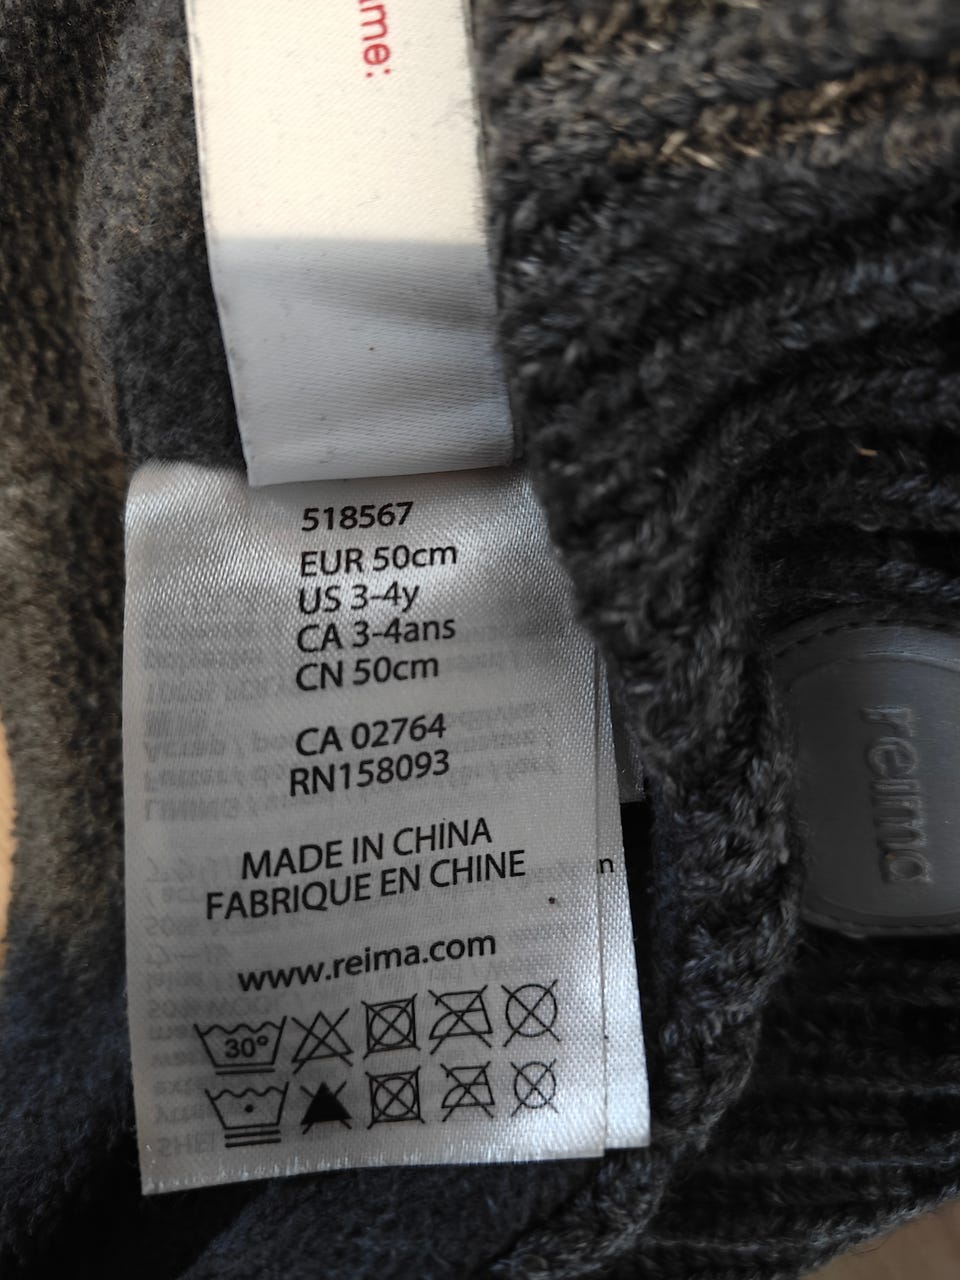 ame:
518567
EUR 50cm
US 3-4y
CA 3-4ans
CN 50cm
CA 02764
RN158093
MADE IN CHINA
FABRIQUE EN CHINE
n
www.reima.com
30°
reima